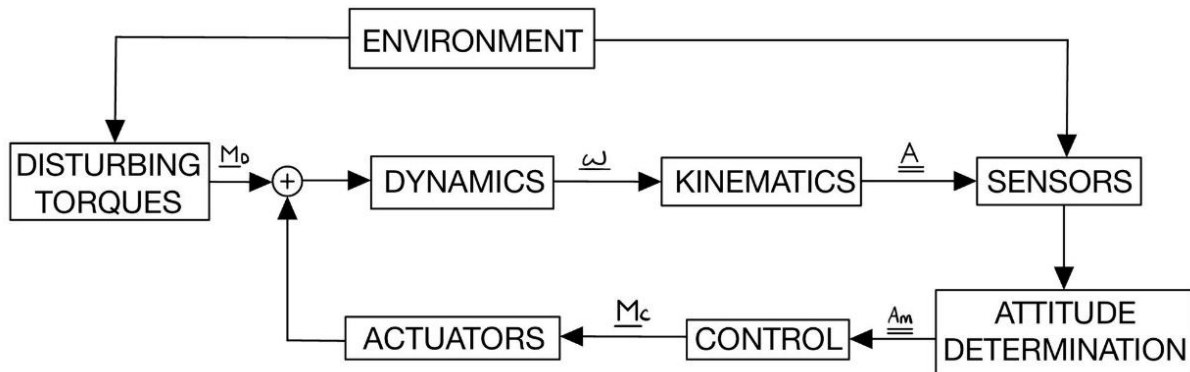 ENVIRONMENT
DISTURBING
TORQUES
M_D
+
DYNAMICS
ω
KINEMATICS
A
SENSORS
ACTUATORS
M_c
CONTROL
A_m
ATTITUDE
DETERMINATION